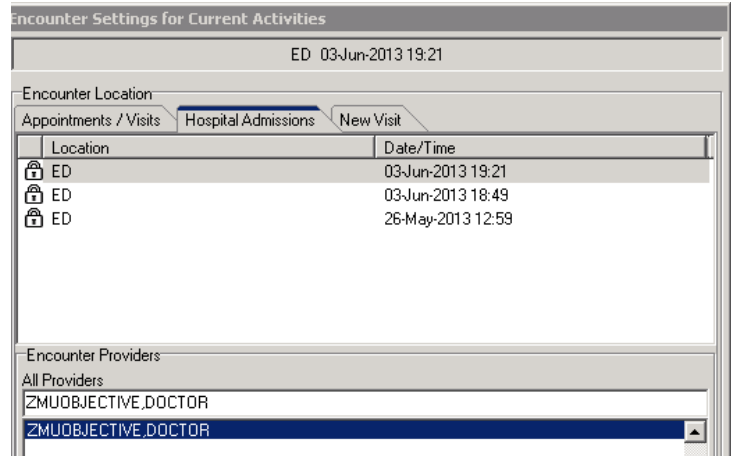 Encounter Settings for Current Activities
ED 03-Jun-2013 19:21
Encounter Location
Appointments / Visits Hospital Admissions New Visit
Location Date/Time
ED 03-Jun-2013 19:21
ED 03-Jun-2013 18:49
ED 26-May-2013 12:59
Encounter Providers
All Providers
ZMUOBJECTIVE,DOCTOR
ZMUOBJECTIVE,DOCTOR